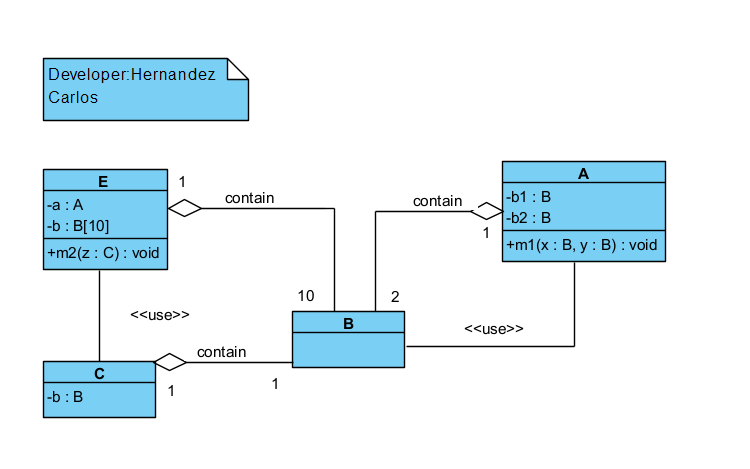 Developer:Hernandez
Carlos
E
-a : A
-b : B[10]
+m2(z : C) : void
1
contain
contain
1
A
-b1 : B
-b2 : B
+m1(x : B, y : B) : void
<<use>>
10
2
B
<<use>>
C
-b : B
contain
1
1